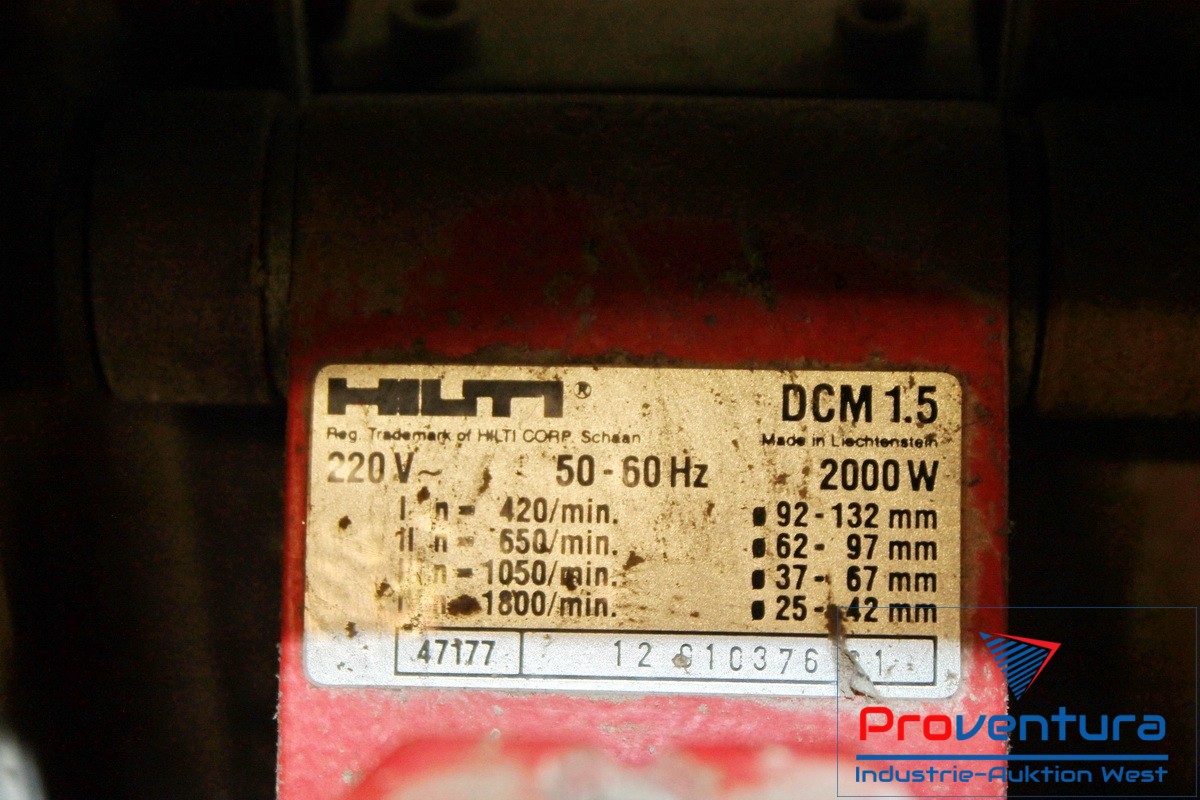 HILTI ® DCM 1.5
Reg. Trademark of HILTI CORP. Schaan Made in Liechtenstein
220 V~ 50 - 60 Hz 2000 W
I n = 420/min. 92 - 132 mm
II n = 650/min. 62 - 97 mm
n = 1050/min. 37 - 67 mm
1800/min. 25 - 42 mm
47177 12
Proventura
Industrie-Auktion West